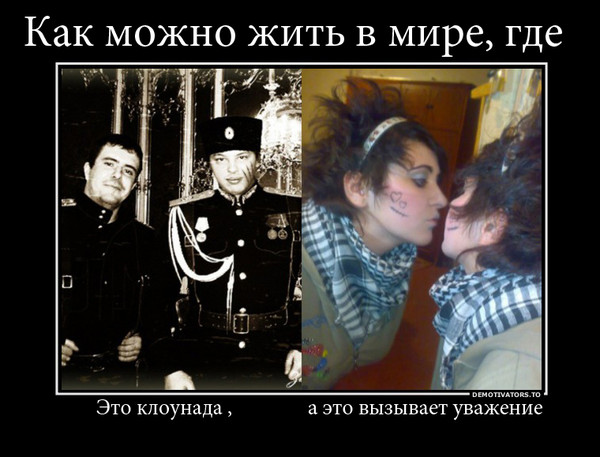 Как можно жить в мире, где
DEMOTIVATORS.TO
Это клоунада , а это вызывает уважение